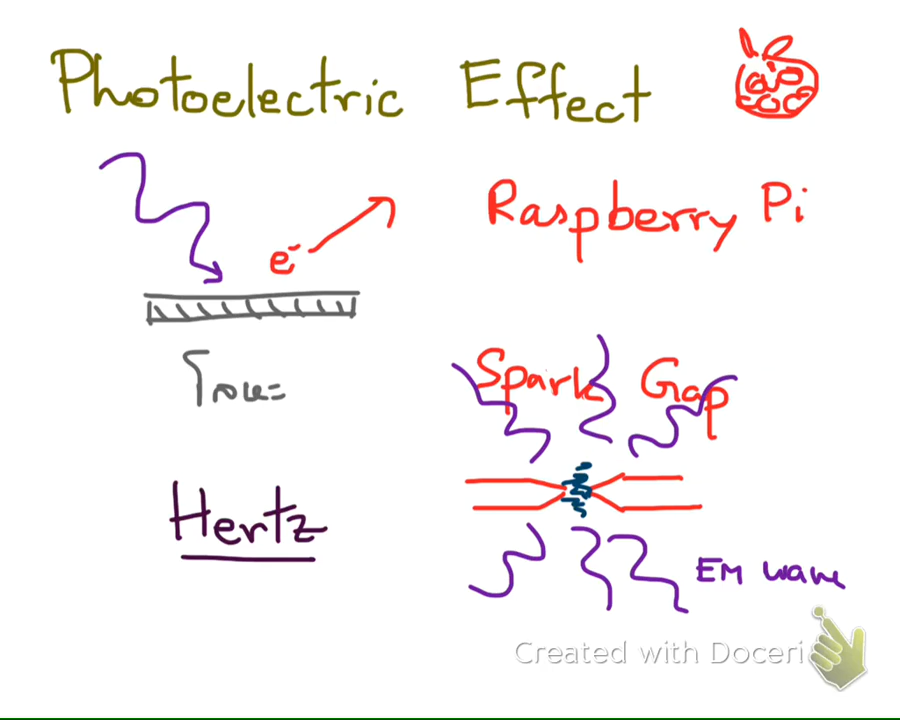 Photoelectric Effect
Raspberry Pi
e-
Spark Gap
Hertz
EM wave
Created with Doceri